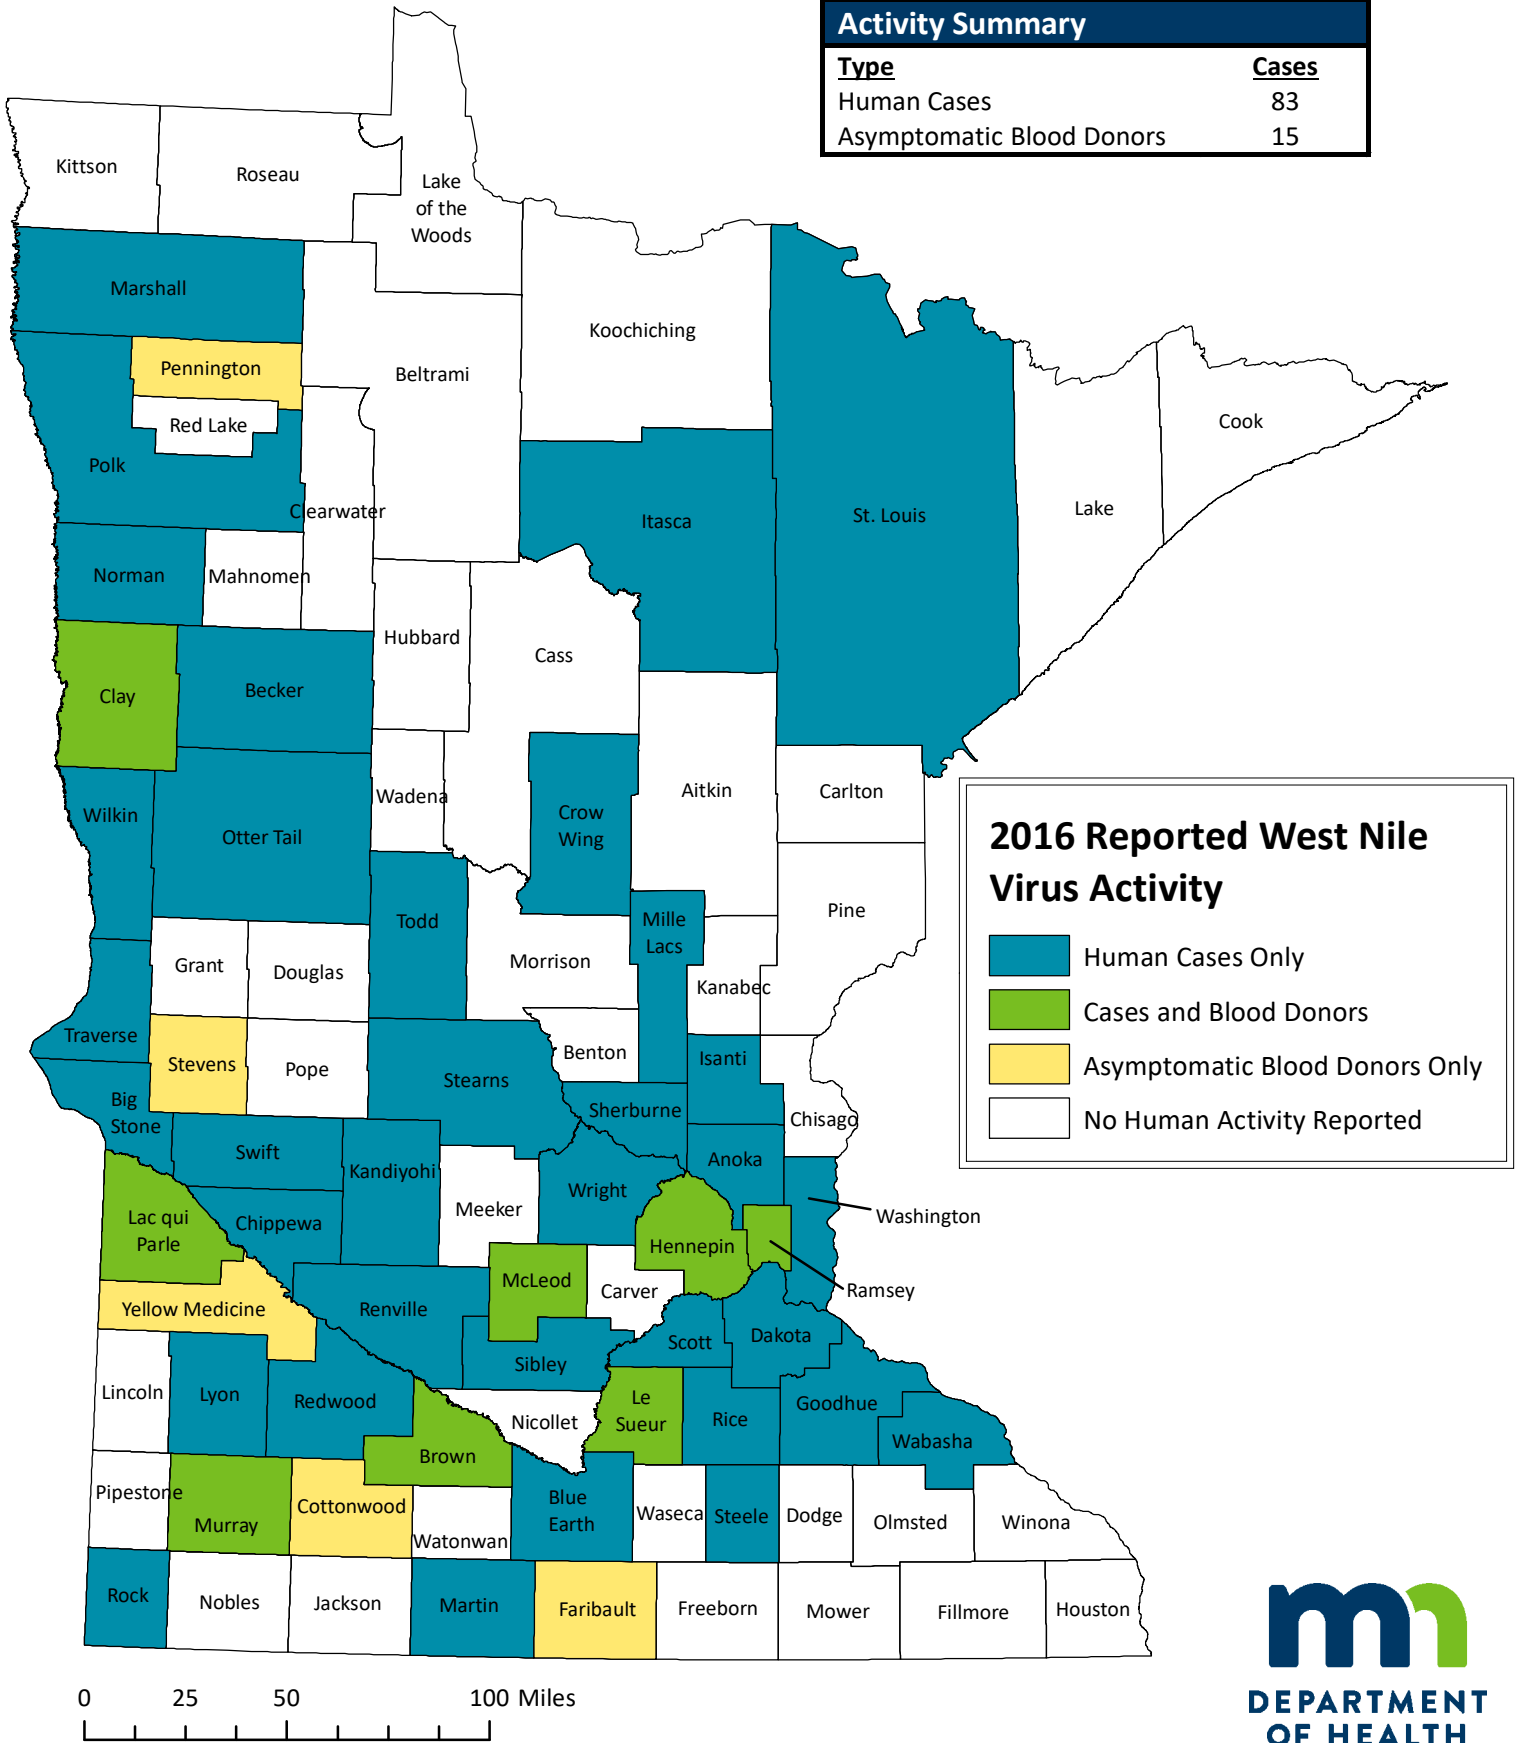 Activity Summary
Type Cases
Human Cases 83
Asymptomatic Blood Donors 15
Kittson
Roseau
Lake
of the
Woods
Marshall
Koochiching
Pennington
Beltrami
Red Lake
Cook
Polk
Clearwater
Itasca
St. Louis
Lake
Norman
Mahnomen
Hubbard
Cass
Clay
Becker
Wadena
Aitkin
Carlton
Wilkin
Otter Tail
Crow
Wing
2016 Reported West Nile
Virus Activity
Human Cases Only
Cases and Blood Donors
Asymptomatic Blood Donors Only
No Human Activity Reported
Todd
Mille
Lacs
Pine
Grant
Douglas
Morrison
Kanabec
Traverse
Stevens
Pope
Benton
Isanti
Stearns
Big
Stone
Sherburne
Chisago
Swift
Kandiyohi
Anoka
Meeker
Wright
Washington
Lac qui
Parle
Chippewa
Hennepin
McLeod
Carver
Ramsey
Yellow Medicine
Renville
Scott
Dakota
Sibley
Lincoln
Lyon
Redwood
Le
Sueur
Nicollet
Rice
Goodhue
Wabasha
Brown
Pipestone
Murray
Cottonwood
Watonwan
Blue
Earth
Waseca
Steele
Dodge
Olmsted
Winona
Rock
Nobles
Jackson
Martin
Faribault
Freeborn
Mower
Fillmore
Houston
0 25 50 100 Miles
mn
DEPARTMENT
OF HEALTH